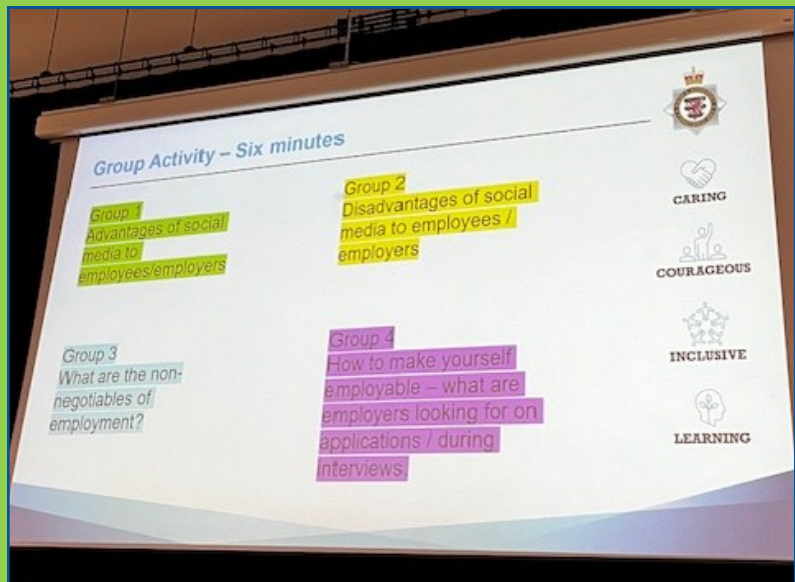 Group Activity – Six minutes
Group 1
Advantages of social
media to
employees/employers
Group 2
Disadvantages of social
media to employees /
employers
Group 3
What are the non-
negotiables of
employment?
Group 4
How to make yourself
employable – what are
employers looking for on
applications / during
interviews.
CARING
COURAGEOUS
INCLUSIVE
LEARNING